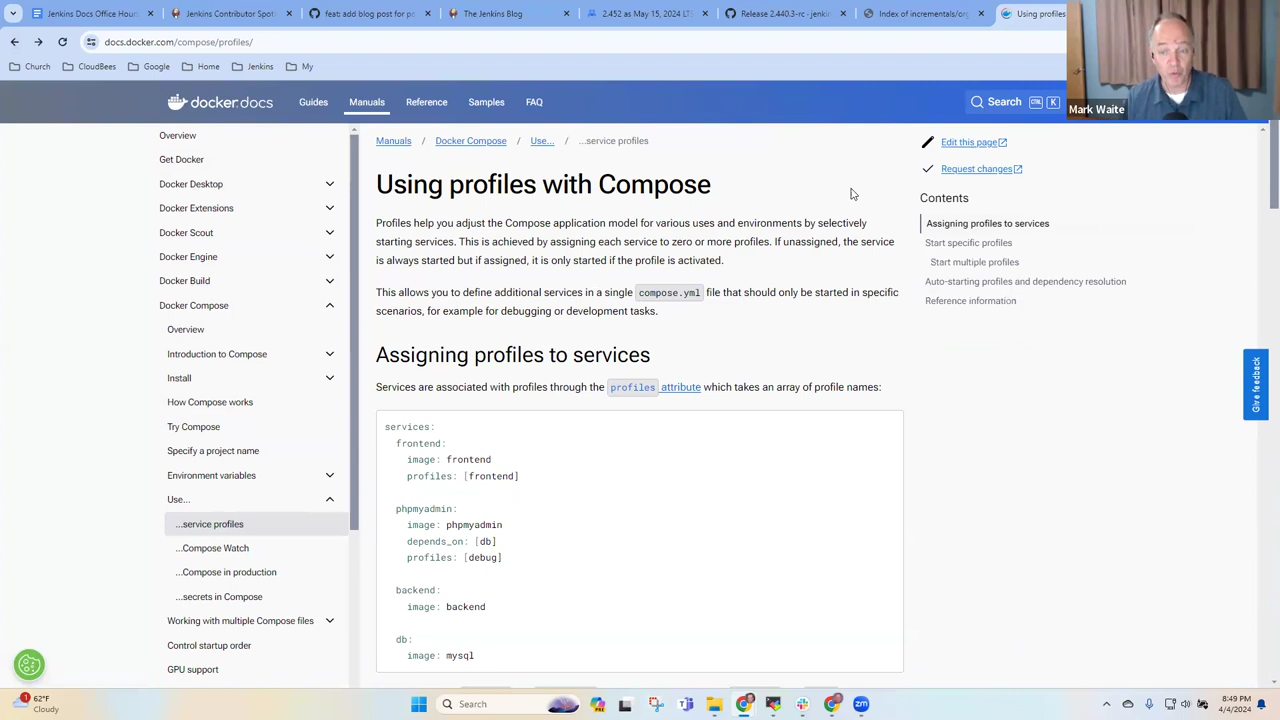 Docs Office Hour
Contributor Spotl
feat: add blog post for po
The Jenkins Blog
2.452 as May 15, 2024 LTS
Release 2.440.3-rc · jenkin
Index of incrementals/org
Using profiles
docs.docker.com/compose/profiles/
Church
CloudBees
Google
Home
Jenkins
My
Mark Waite
docker.docs
Guides
Manuals
Reference
Samples
FAQ
Search
CTRL
K
Overview
Get Docker
Docker Desktop
Docker Extensions
Docker Scout
Docker Engine
Docker Build
Docker Compose
Overview
Introduction to Compose
Install
How Compose works
Try Compose
Specify a project name
Environment variables
Use...
...service profiles
...Compose Watch
...Compose in production
...secrets in Compose
Working with multiple Compose files
Control startup order
GPU support
Manuals / Docker Compose / Use... / ...service profiles
Using profiles with Compose
Profiles help you adjust the Compose application model for various uses and environments by selectively
starting services. This is achieved by assigning each service to zero or more profiles. If unassigned, the service
is always started but if assigned, it is only started if the profile is activated.
This allows you to define additional services in a single compose.yml file that should only be started in specific
scenarios, for example for debugging or development tasks.
Assigning profiles to services
Services are associated with profiles through the profiles attribute which takes an array of profile names:
services:
frontend:
image: frontend
profiles: [frontend]
phpmyadmin:
image: phpmyadmin
depends_on: [db]
profiles: [debug]
backend:
image: backend
db:
image: mysql
Edit this page
Request changes
Contents
Assigning profiles to services
Start specific profiles
Start multiple profiles
Auto-starting profiles and dependency resolution
Reference information
Give feedback
1
62°F
Cloudy
Search
8:49 PM
4/4/2024